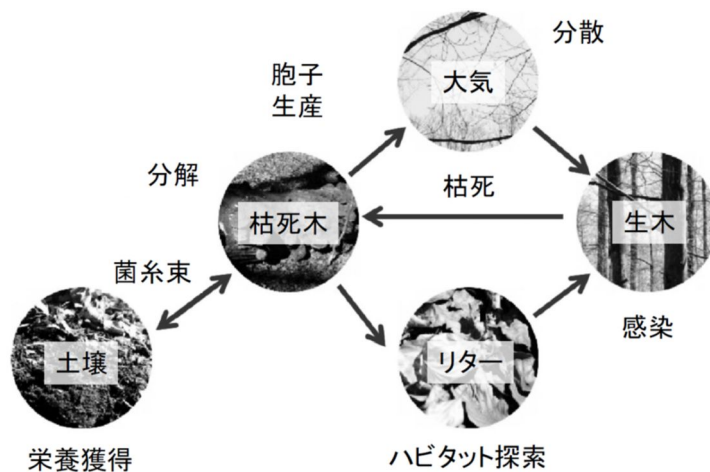 分散
大気
胞子
生産
分解
枯死
枯死木
生木
菌糸束
土壌
リター
感染
栄養獲得
ハビタット探索